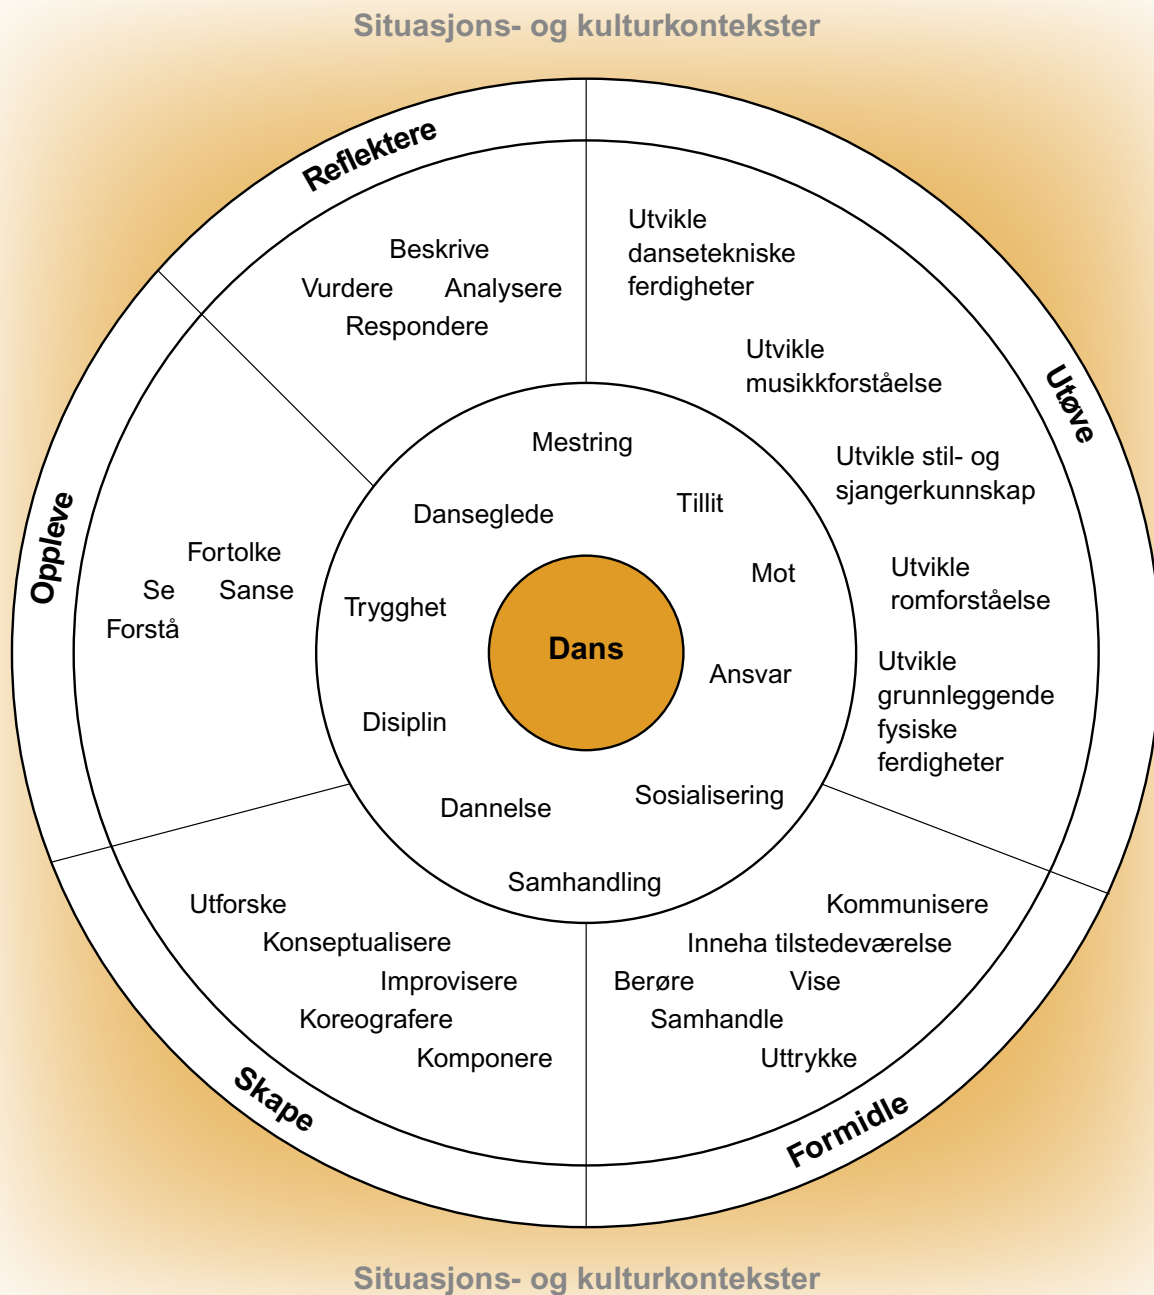 Situasjons- og kulturkontekster
Reflektere
Beskrive
Vurdere Analysere
Respondere
Utøve
Utvikle
dansetekniske
ferdigheter
Utvikle
musikkforståelse
Utvikle stil- og
sjangerkunnskap
Utvikle
romforståelse
Utvikle
grunnleggende
fysiske
ferdigheter
Oppleve
Fortolke
Se Sanse
Forstå
Mestring
Danseglede
Tillit
Mot
Trygghet
Dans
Ansvar
Disiplin
Dannelse
Sosialisering
Samhandling
Skape
Utforske
Konseptualisere
Improvisere
Koreografere
Komponere
Formidle
Kommunisere
Inneha tilstedeværelse
Berøre Vise
Samhandle
Uttrykke
Situasjons- og kulturkontekster